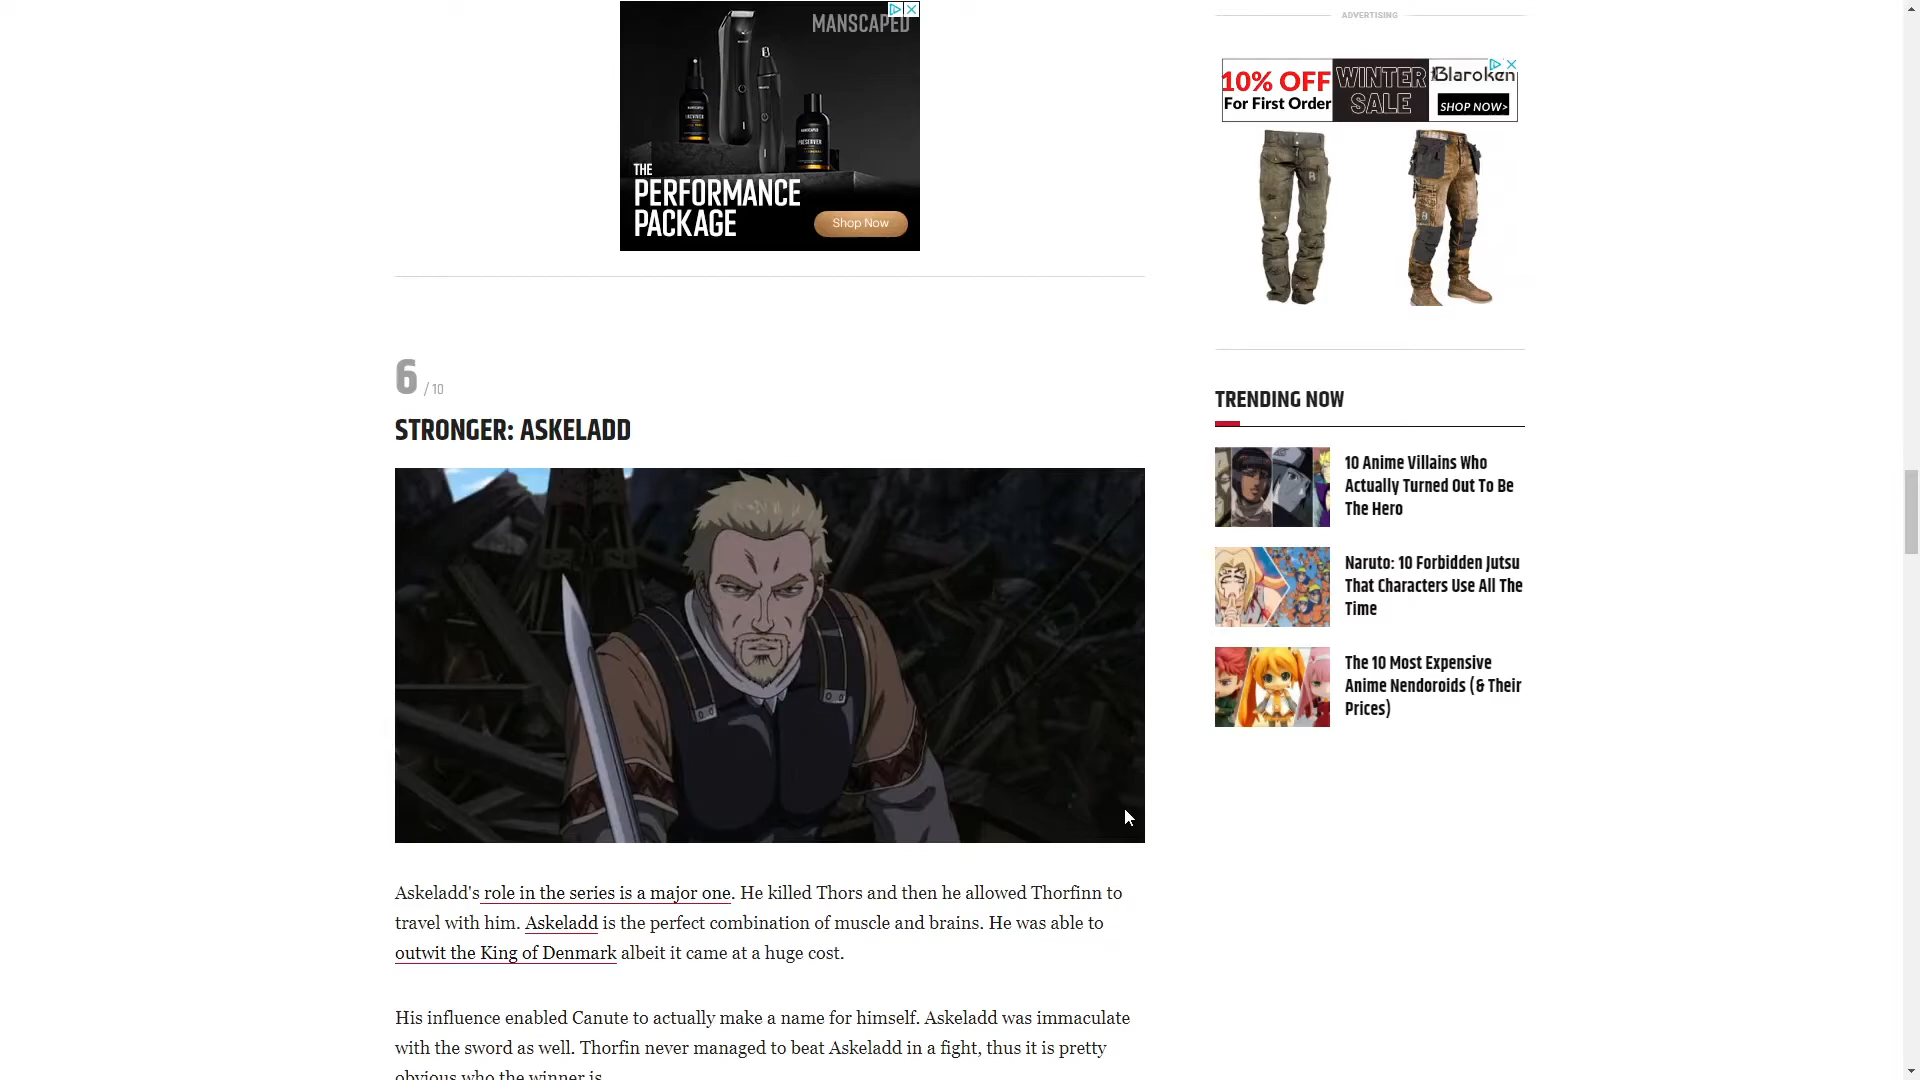 MANSCAPED
THE
PERFORMANCE
PACKAGE
Shop Now
6 / 10
STRONGER: ASKELADD
Askeladd's role in the series is a major one. He killed Thors and then he allowed Thorfinn to
travel with him. Askeladd is the perfect combination of muscle and brains. He was able to
outwit the King of Denmark albeit it came at a huge cost.
His influence enabled Canute to actually make a name for himself. Askeladd was immaculate
with the sword as well. Thorfin never managed to beat Askeladd in a fight, thus it is pretty
obvious who the winner is.
ADVERTISING
10% OFF
For First Order
WINTER
SALE
Blaroken
SHOP NOW>
TRENDING NOW
10 Anime Villains Who
Actually Turned Out To Be
The Hero
Naruto: 10 Forbidden Jutsu
That Characters Use All The
Time
The 10 Most Expensive
Anime Nendoroids (& Their
Prices)